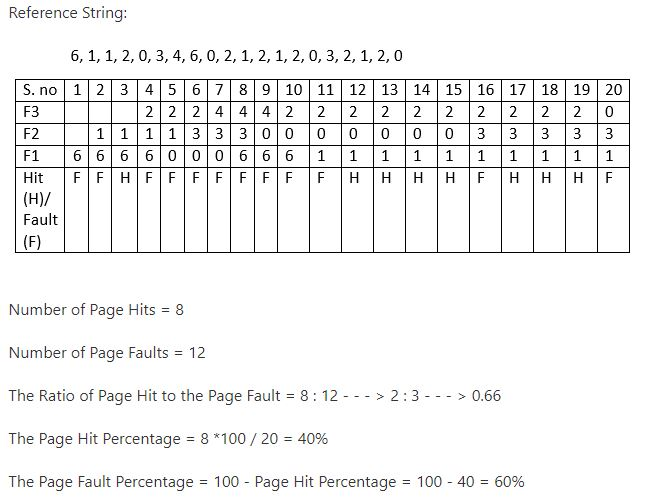 Reference String:
6, 1, 1, 2, 0, 3, 4, 6, 0, 2, 1, 2, 1, 2, 0, 3, 2, 1, 2, 0
S. no 1 2 3 4 5 6 7 8 9 10 11 12 13 14 15 16 17 18 19 20
F3 2 2 2 4 4 4 2 2 2 2 2 2 2 2 2 2 0
F2 1 1 1 1 3 3 3 0 0 0 0 0 0 0 3 3 3 3 3
F1 6 6 6 6 0 0 0 6 6 6 1 1 1 1 1 1 1 1 1 1
Hit F F H F F F F F F F F H H H H F H H H F
(H)/
Fault
(F)
Number of Page Hits = 8
Number of Page Faults = 12
The Ratio of Page Hit to the Page Fault = 8 : 12 - - - > 2 : 3 - - - > 0.66
The Page Hit Percentage = 8 *100 / 20 = 40%
The Page Fault Percentage = 100 - Page Hit Percentage = 100 - 40 = 60%